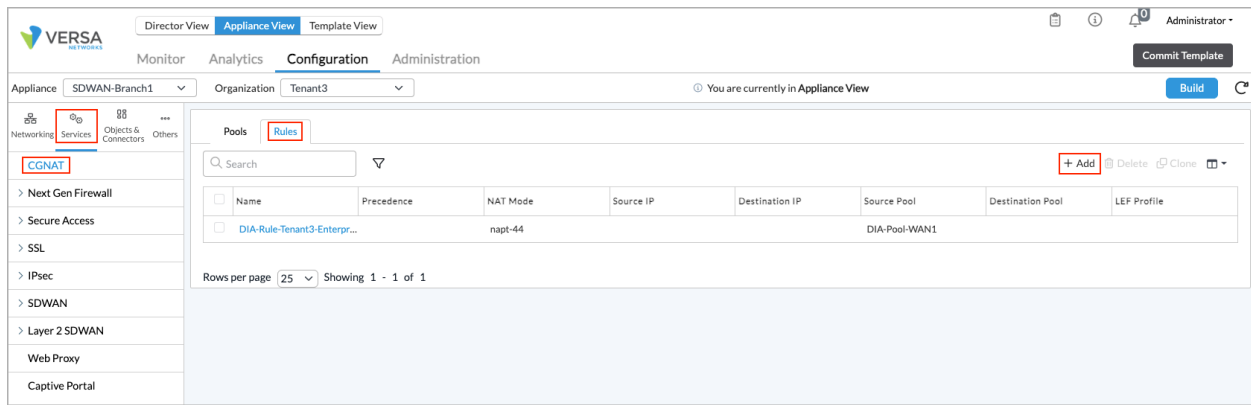 VERSA
NETWORKS
Director View Appliance View Template View
0
Administrator
Monitor Analytics Configuration Administration
Commit Template
Appliance SDWAN-Branch1 Organization Tenant3 You are currently in Appliance View Build
Networking Services Objects & Connectors Others
Pools Rules
Search
+ Add Delete Clone
CGNAT
Next Gen Firewall
Secure Access
SSL
IPsec
SDWAN
Layer 2 SDWAN
Web Proxy
Captive Portal
Name Precedence NAT Mode Source IP Destination IP Source Pool Destination Pool LEF Profile
DIA-Rule-Tenant3-Enterpr... napt-44 DIA-Pool-WAN1
Rows per page 25 Showing 1 - 1 of 1